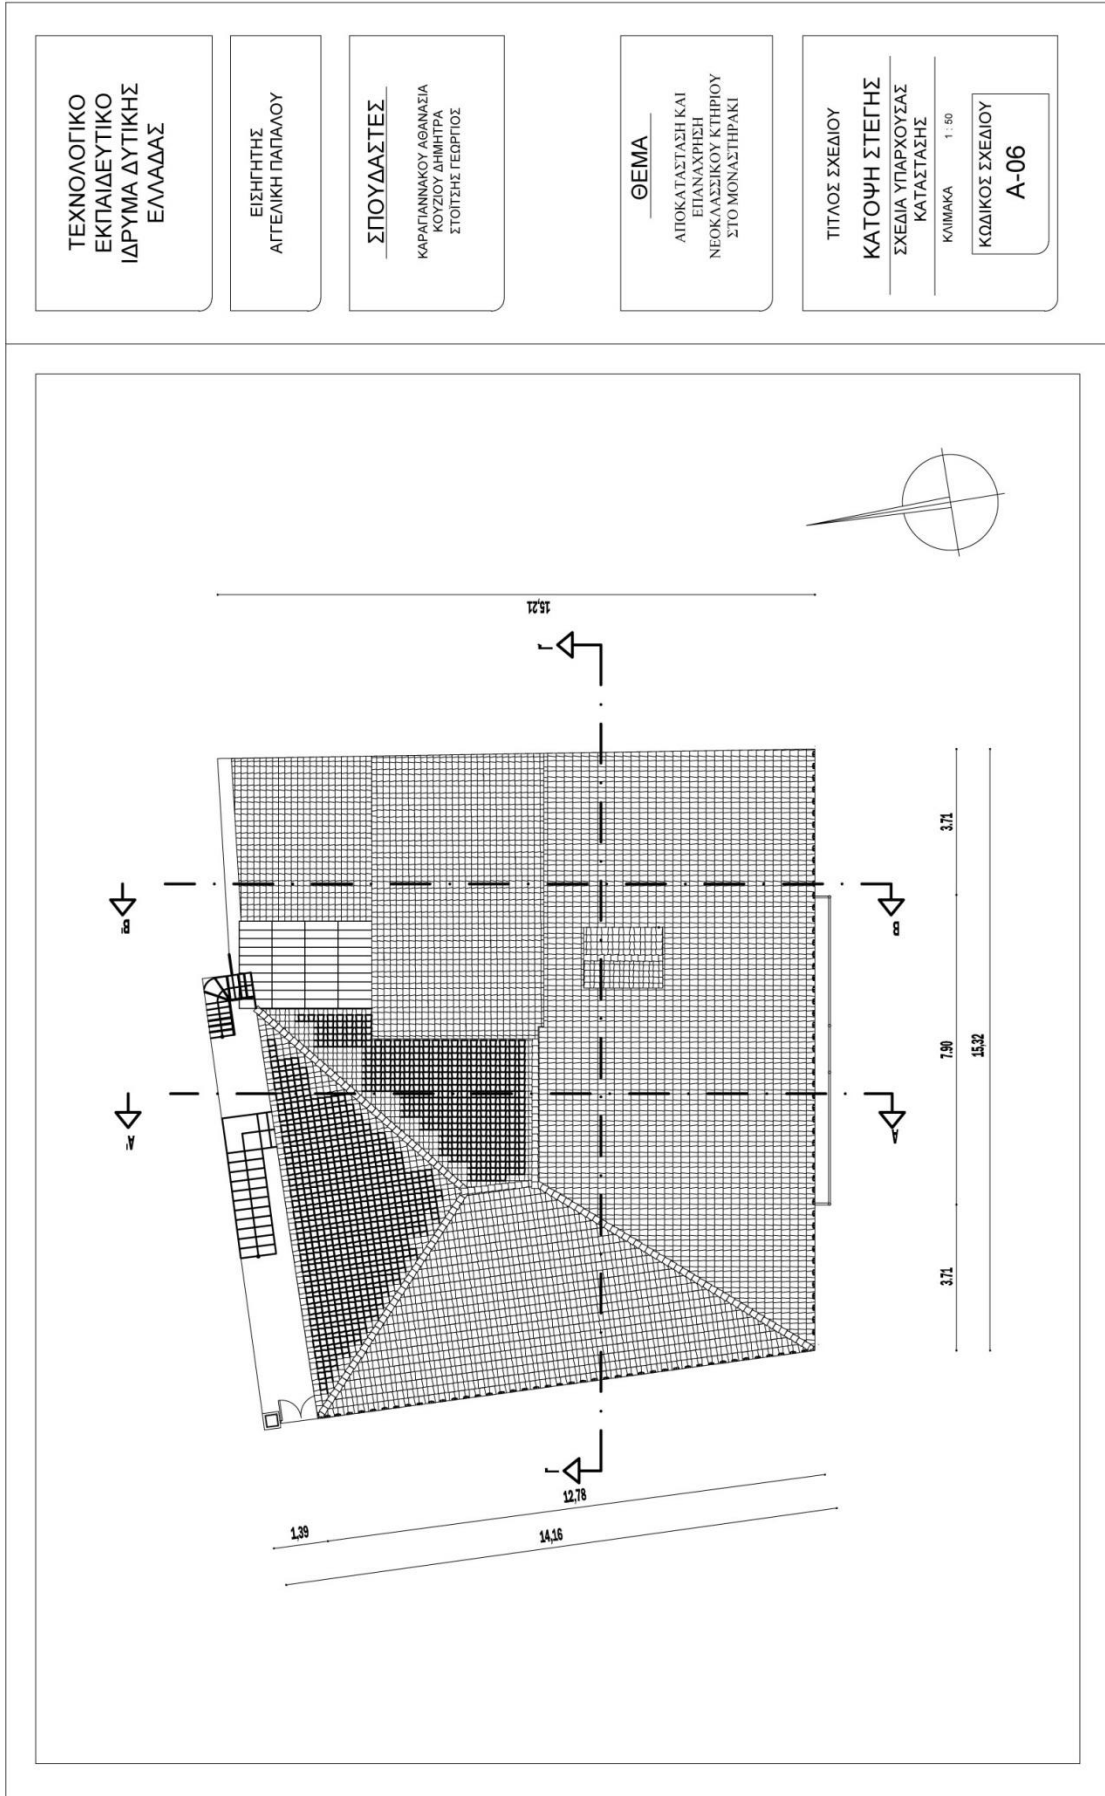 ΤΕΧΝΟΛΟΓΙΚΟ
ΕΚΠΑΙΔΕΥΤΙΚΟ
ΙΔΡΥΜΑ ΔΥΤΙΚΗΣ
ΕΛΛΑΔΑΣ
ΕΙΣΗΓΗΤΗΣ
ΑΓΓΕΛΙΚΗ ΠΑΠΑΛΟΥ
ΣΠΟΥΔΑΣΤΕΣ
ΚΑΡΑΓΙΑΝΝΑΚΟΥ ΑΘΑΝΑΣΙΑ
ΚΟΥΖΙΟΥ ΔΗΜΗΤΡΑ
ΣΤΟΪΤΣΗΣ ΓΕΩΡΓΙΟΣ
ΘΕΜΑ
ΑΠΟΚΑΤΑΣΤΑΣΗ ΚΑΙ
ΕΠΑΝΑΧΡΗΣΗ
ΝΕΟΚΛΑΣΣΙΚΟΥ ΚΤΗΡΙΟΥ
ΣΤΟ ΜΟΝΑΣΤΗΡΑΚΙ
ΤΙΤΛΟΣ ΣΧΕΔΙΟΥ
ΚΑΤΟΨΗ ΣΤΕΓΗΣ
ΣΧΕΔΙΑ ΥΠΑΡΧΟΥΣΑΣ
ΚΑΤΑΣΤΑΣΗΣ
ΚΛΙΜΑΚΑ 1 : 50
ΚΩΔΙΚΟΣ ΣΧΕΔΙΟΥ
Α-06
15,21
Γ
Β'
Β
3.71
7.90
15,32
Α'
Α
3.71
Γ
1,39
12,78
14,16